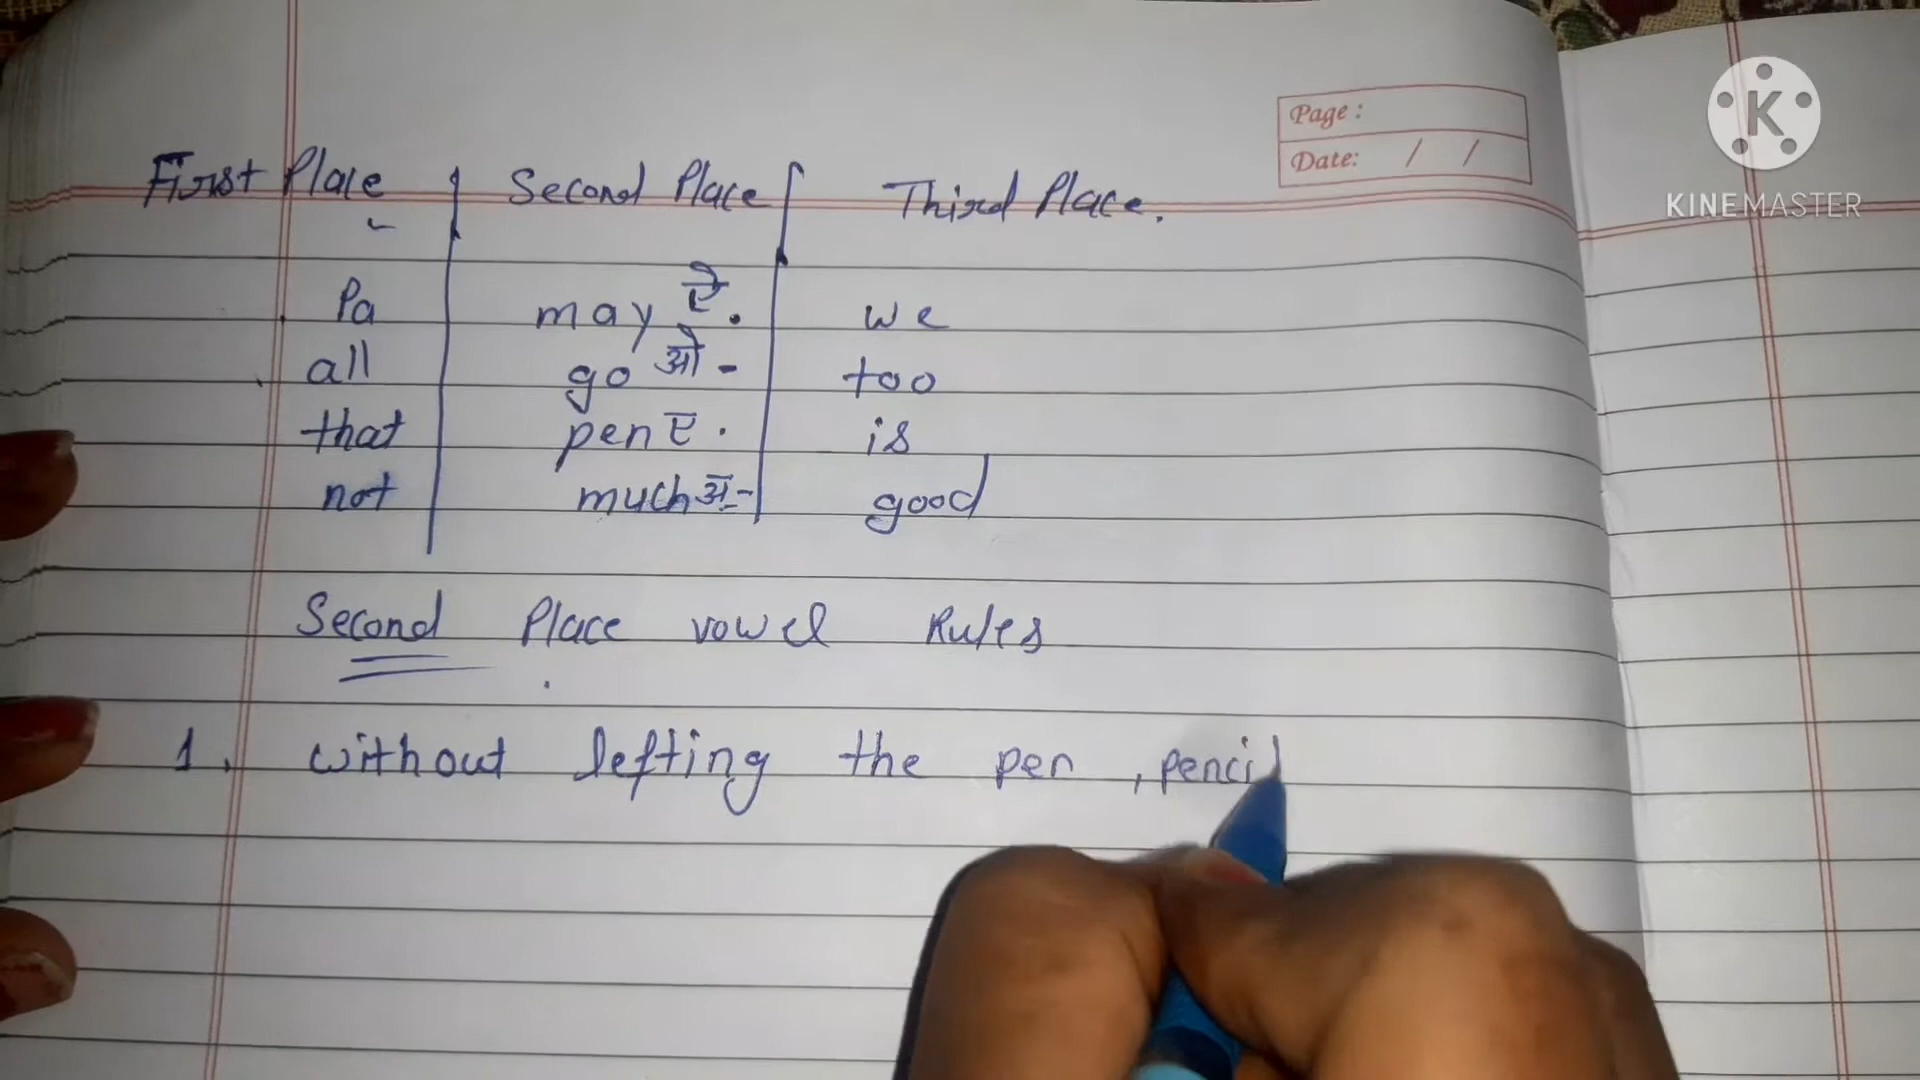 Page :
Date: / /
KINEMASTER
First Place Second Place Third Place.
Pa may ऐ. we
all go ओ - too
that pen ए . is
not much अ - good
Second Place vowel Rules
1. without lefting the pen , pencil